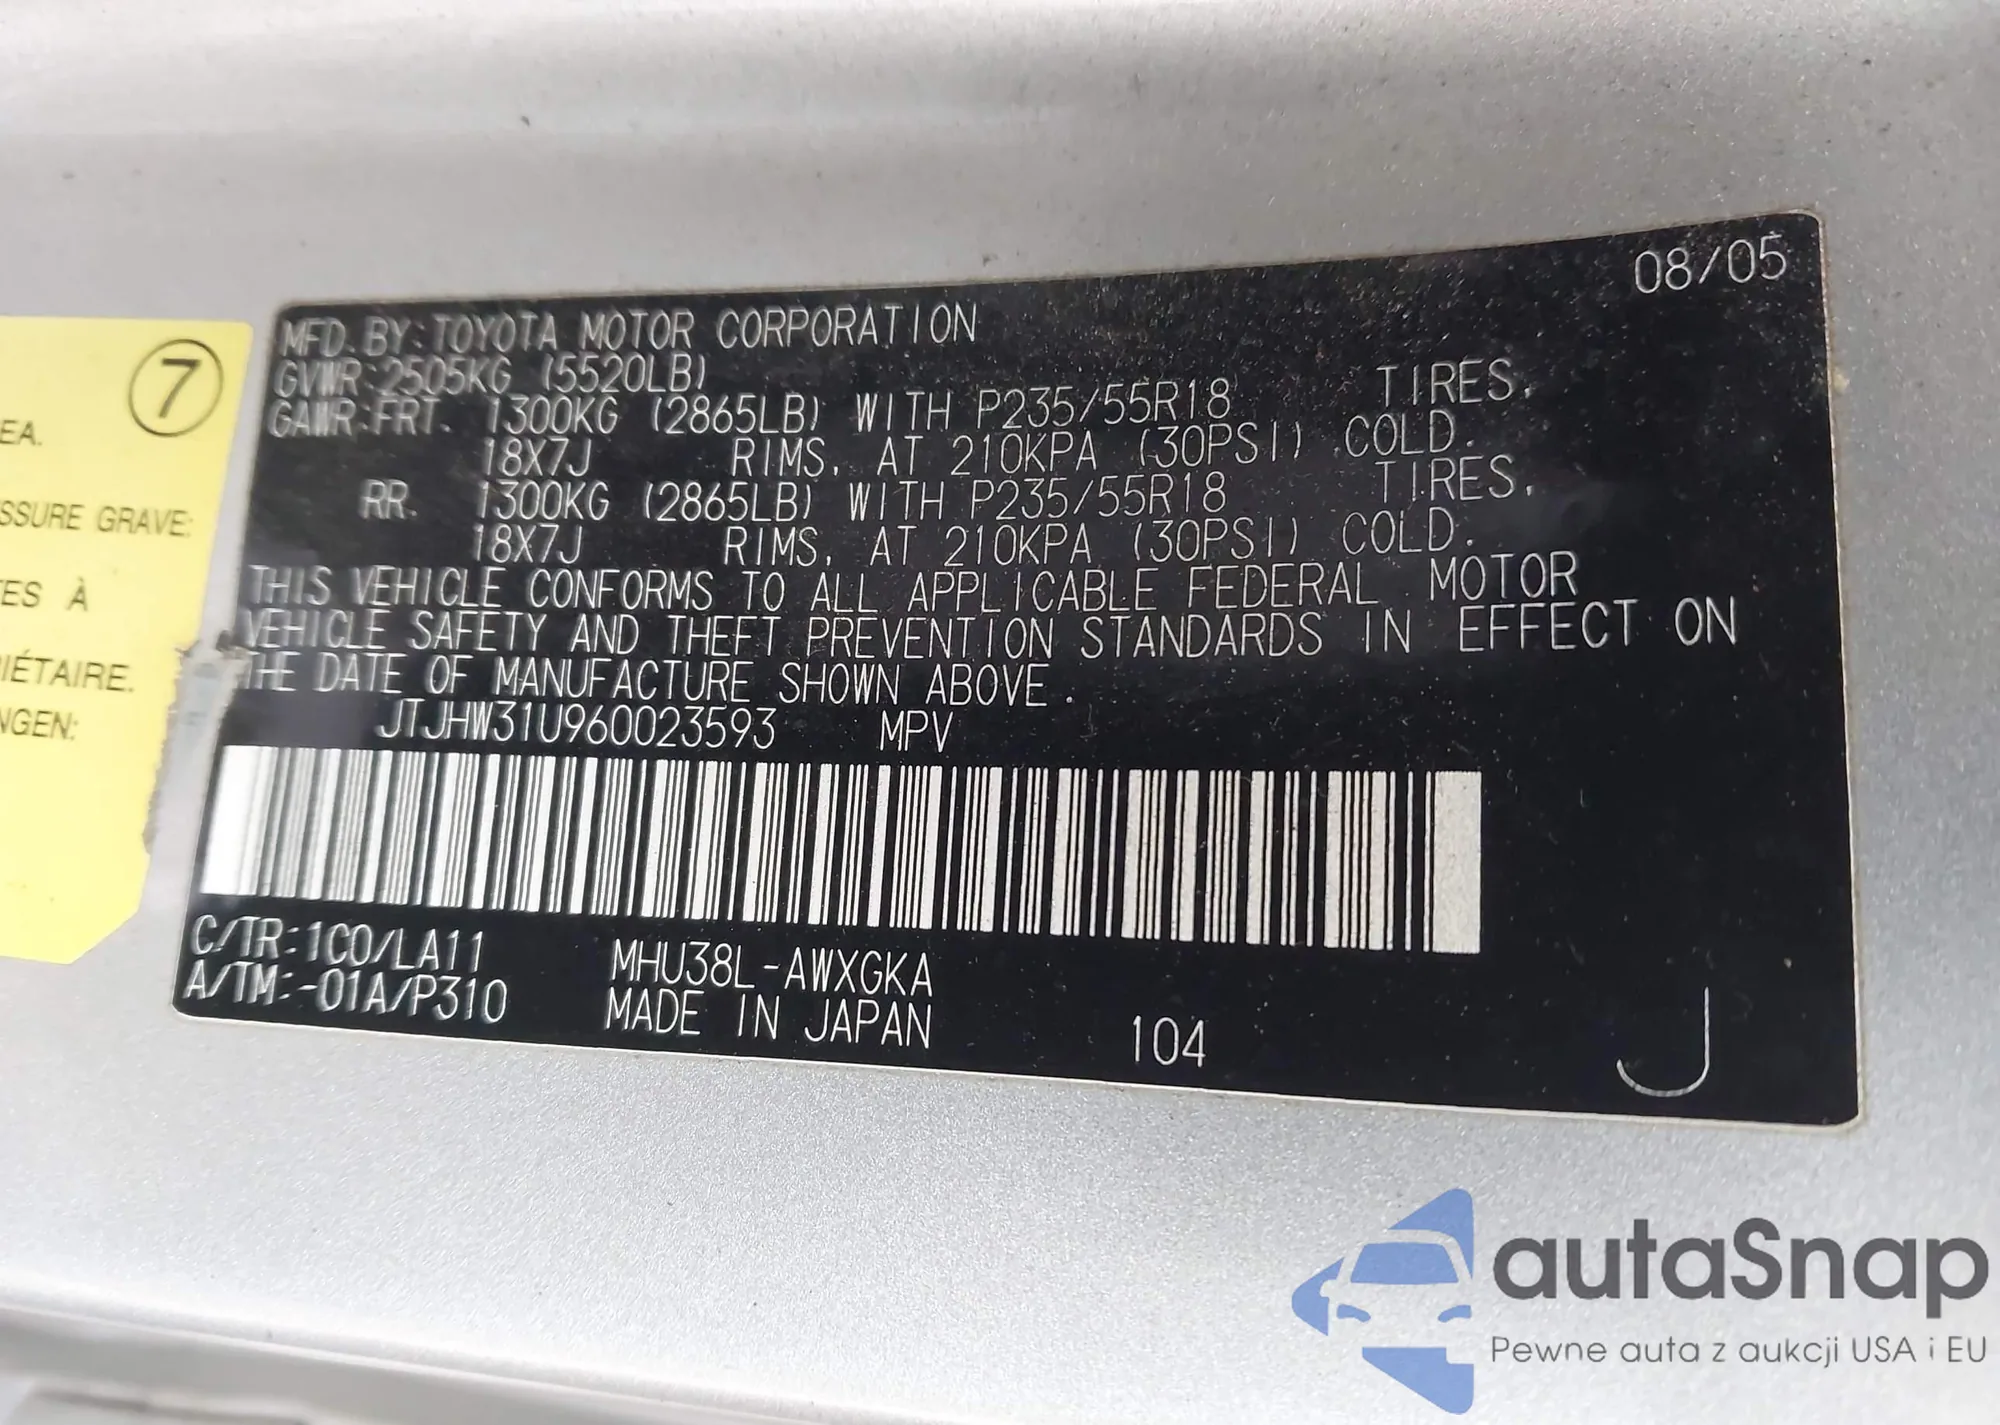 08/05
MFD. BY: TOYOTA MOTOR CORPORATION
GVWR: 2505KG (5520LB)
GAWR: FRT. 1300KG (2865LB) WITH P235/55R18 TIRES,
18X7J RIMS, AT 210KPA (30PSI) COLD.
RR. 1300KG (2865LB) WITH P235/55R18 TIRES,
18X7J RIMS, AT 210KPA (30PSI) COLD.
THIS VEHICLE CONFORMS TO ALL APPLICABLE FEDERAL MOTOR
VEHICLE SAFETY AND THEFT PREVENTION STANDARDS IN EFFECT ON
THE DATE OF MANUFACTURE SHOWN ABOVE.
JTJHW31U960023593 MPV
C/TR: 1C0/LA11 MHU38L-AWXGKA
A/TM: -01A/P310 MADE IN JAPAN 104 J
7
EA.
SSURE GRAVE:
TES À
RIÉTAIRE.
NGEN:
autaSnap
Pewne auta z aukcji USA i EU